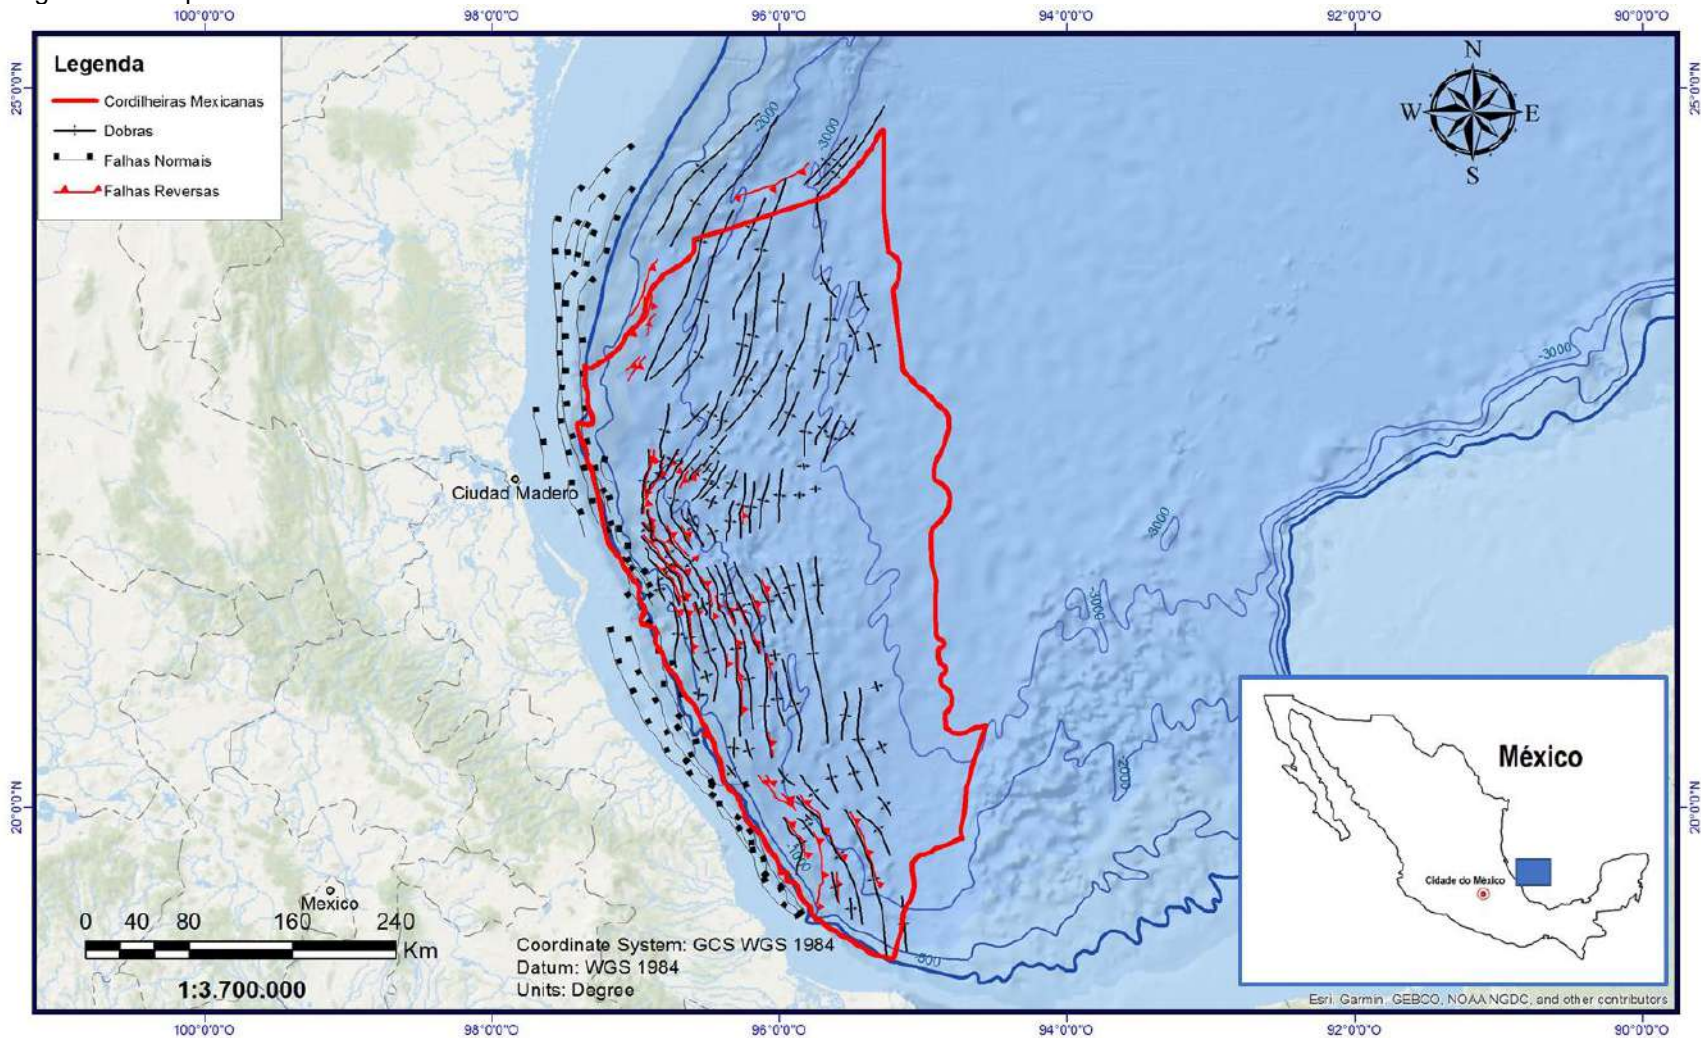 100°0'0"O 98°0'0"O 96°0'0"O 94°0'0"O 92°0'0"O 90°0'0"O
25°0'0"N
25°0'0"N
Legenda
Cordilheiras Mexicanas
Dobras
Falhas Normais
Falhas Reversas
N
W E
S
-2000
-3000
-3000
Ciudad Madero
-3000
-3000
-2000
20°0'0"N
20°0'0"N
-1000
-500
México
Cidade do México
Mexico
0 40 80 160 240
Km
1:3.700.000
Coordinate System: GCS WGS 1984
Datum: WGS 1984
Units: Degree
Esri, Garmin, GEBCO, NOAA NGDC, and other contributors
100°0'0"O 98°0'0"O 96°0'0"O 94°0'0"O 92°0'0"O 90°0'0"O